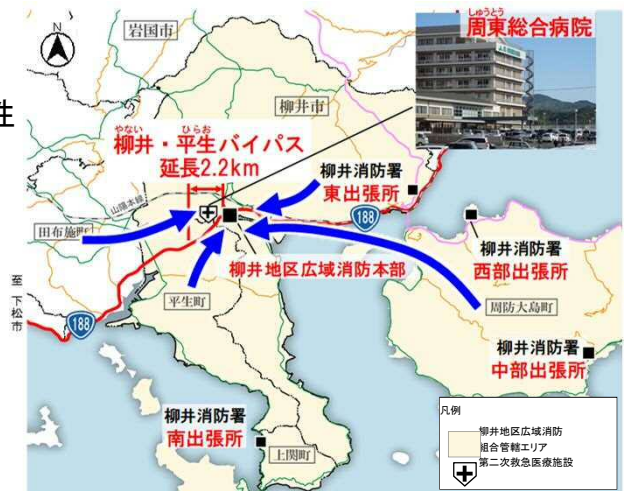 性
N
岩国市
しゅうとう
周東総合病院
柳井市
やない ひらお
柳井・平生バイパス
延長2.2km
山陽本線
柳井消防署
東出張所
188
田布施町
柳井消防署
西部出張所
柳井地区広域消防本部
至 下松市
188
平生町
周防大島町
柳井消防署
中部出張所
柳井消防署
南出張所
上関町
凡例
柳井地区広域消防
組合管轄エリア
第二次救急医療施設